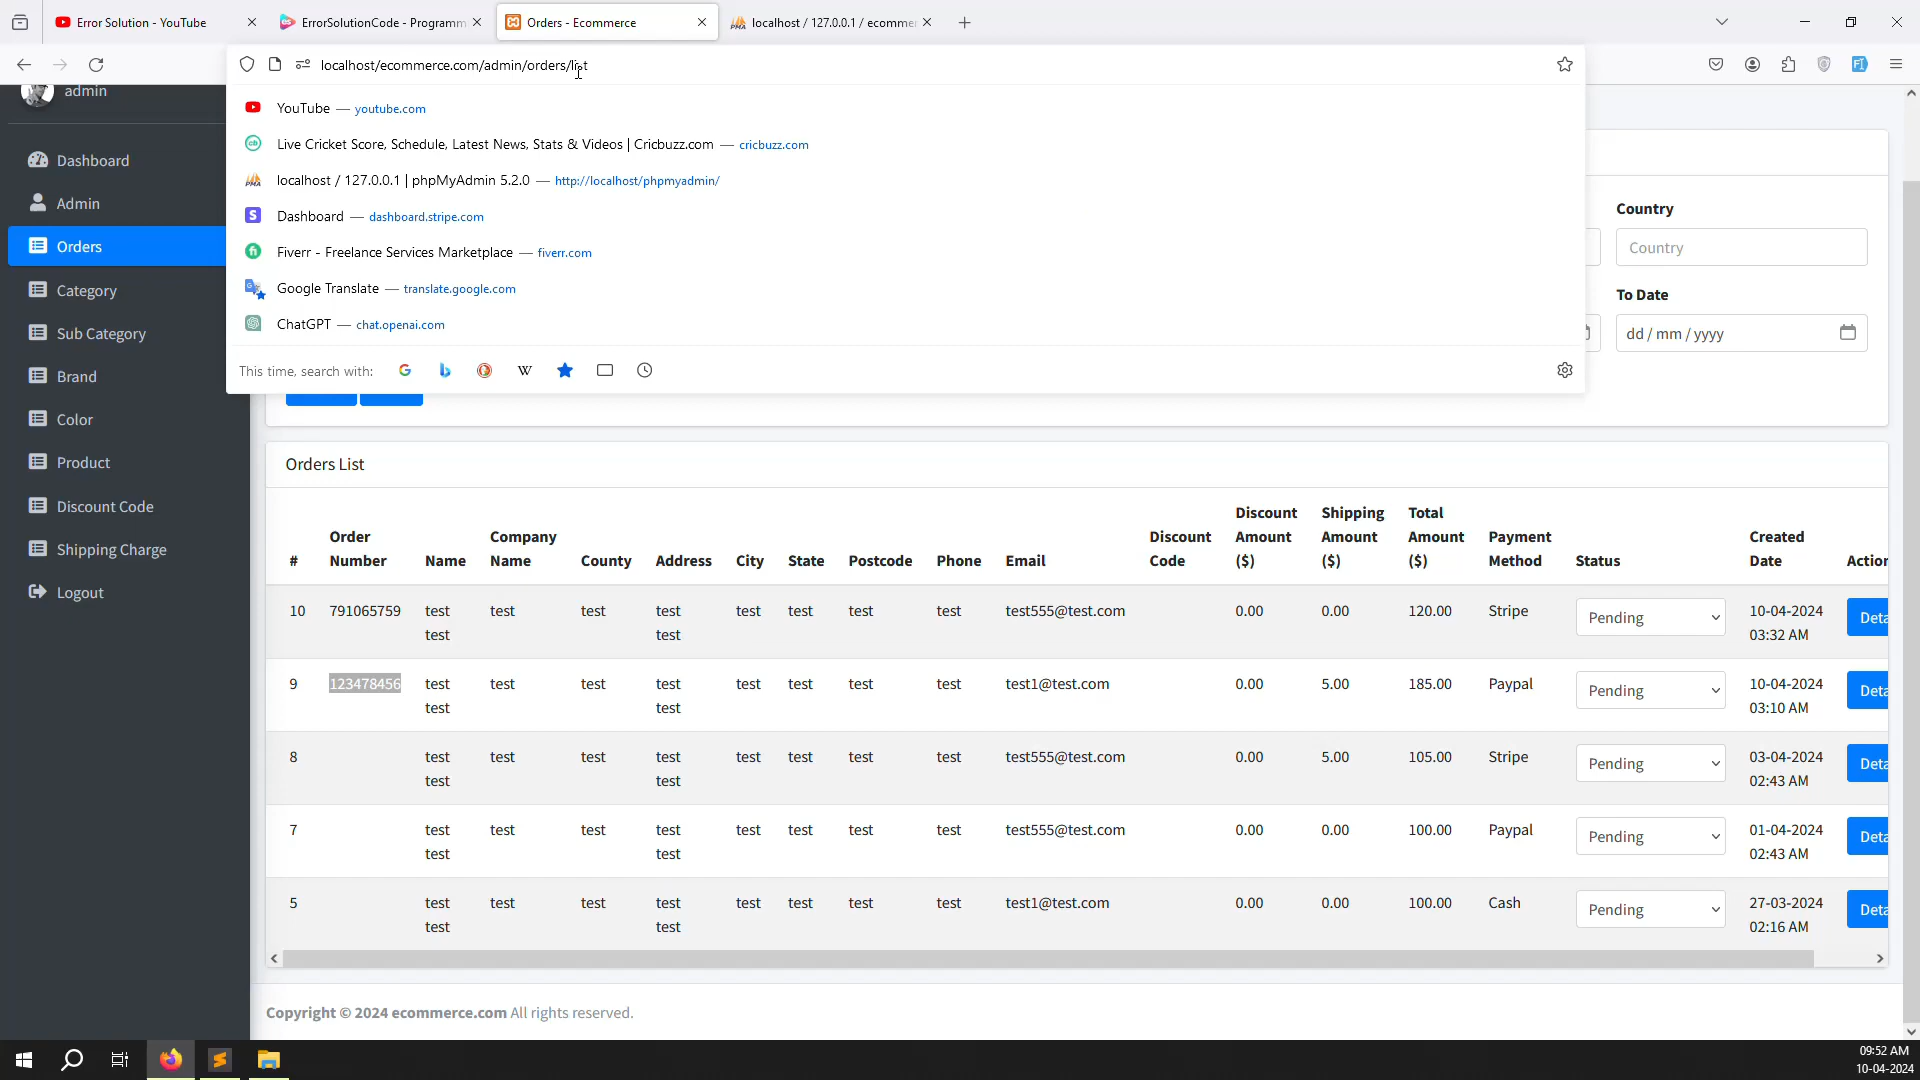 Error Solution - YouTube
ErrorSolutionCode - Programm
Orders - Ecommerce
localhost / 127.0.0.1 / ecommer
localhost/ecommerce.com/admin/orders/list
YouTube — youtube.com
Live Cricket Score, Schedule, Latest News, Stats & Videos | Cricbuzz.com — cricbuzz.com
localhost / 127.0.0.1 | phpMyAdmin 5.2.0 — http://localhost/phpmyadmin/
Dashboard — dashboard.stripe.com
Fiverr - Freelance Services Marketplace — fiverr.com
Google Translate — translate.google.com
ChatGPT — chat.openai.com
This time, search with:
admin
Dashboard
Admin
Orders
Category
Sub Category
Brand
Color
Product
Discount Code
Shipping Charge
Logout
Country
Country
To Date
dd / mm / yyyy
Orders List
# Order Number Name Company Name County Address City State Postcode Phone Email Discount Code Discount Amount ($) Shipping Amount ($) Total Amount ($) Payment Method Status Created Date Action
10 791065759 test test test test test test test test test test test555@test.com 0.00 0.00 120.00 Stripe Pending 10-04-2024 03:32 AM Deta
9 123478456 test test test test test test test test test test test1@test.com 0.00 5.00 185.00 Paypal Pending 10-04-2024 03:10 AM Deta
8 test test test test test test test test test test test555@test.com 0.00 5.00 105.00 Stripe Pending 03-04-2024 02:43 AM Deta
7 test test test test test test test test test test test555@test.com 0.00 0.00 100.00 Paypal Pending 01-04-2024 02:43 AM Deta
5 test test test test test test test test test test test1@test.com 0.00 0.00 100.00 Cash Pending 27-03-2024 02:16 AM Deta
Copyright © 2024 ecommerce.com All rights reserved.
09:52 AM
10-04-2024